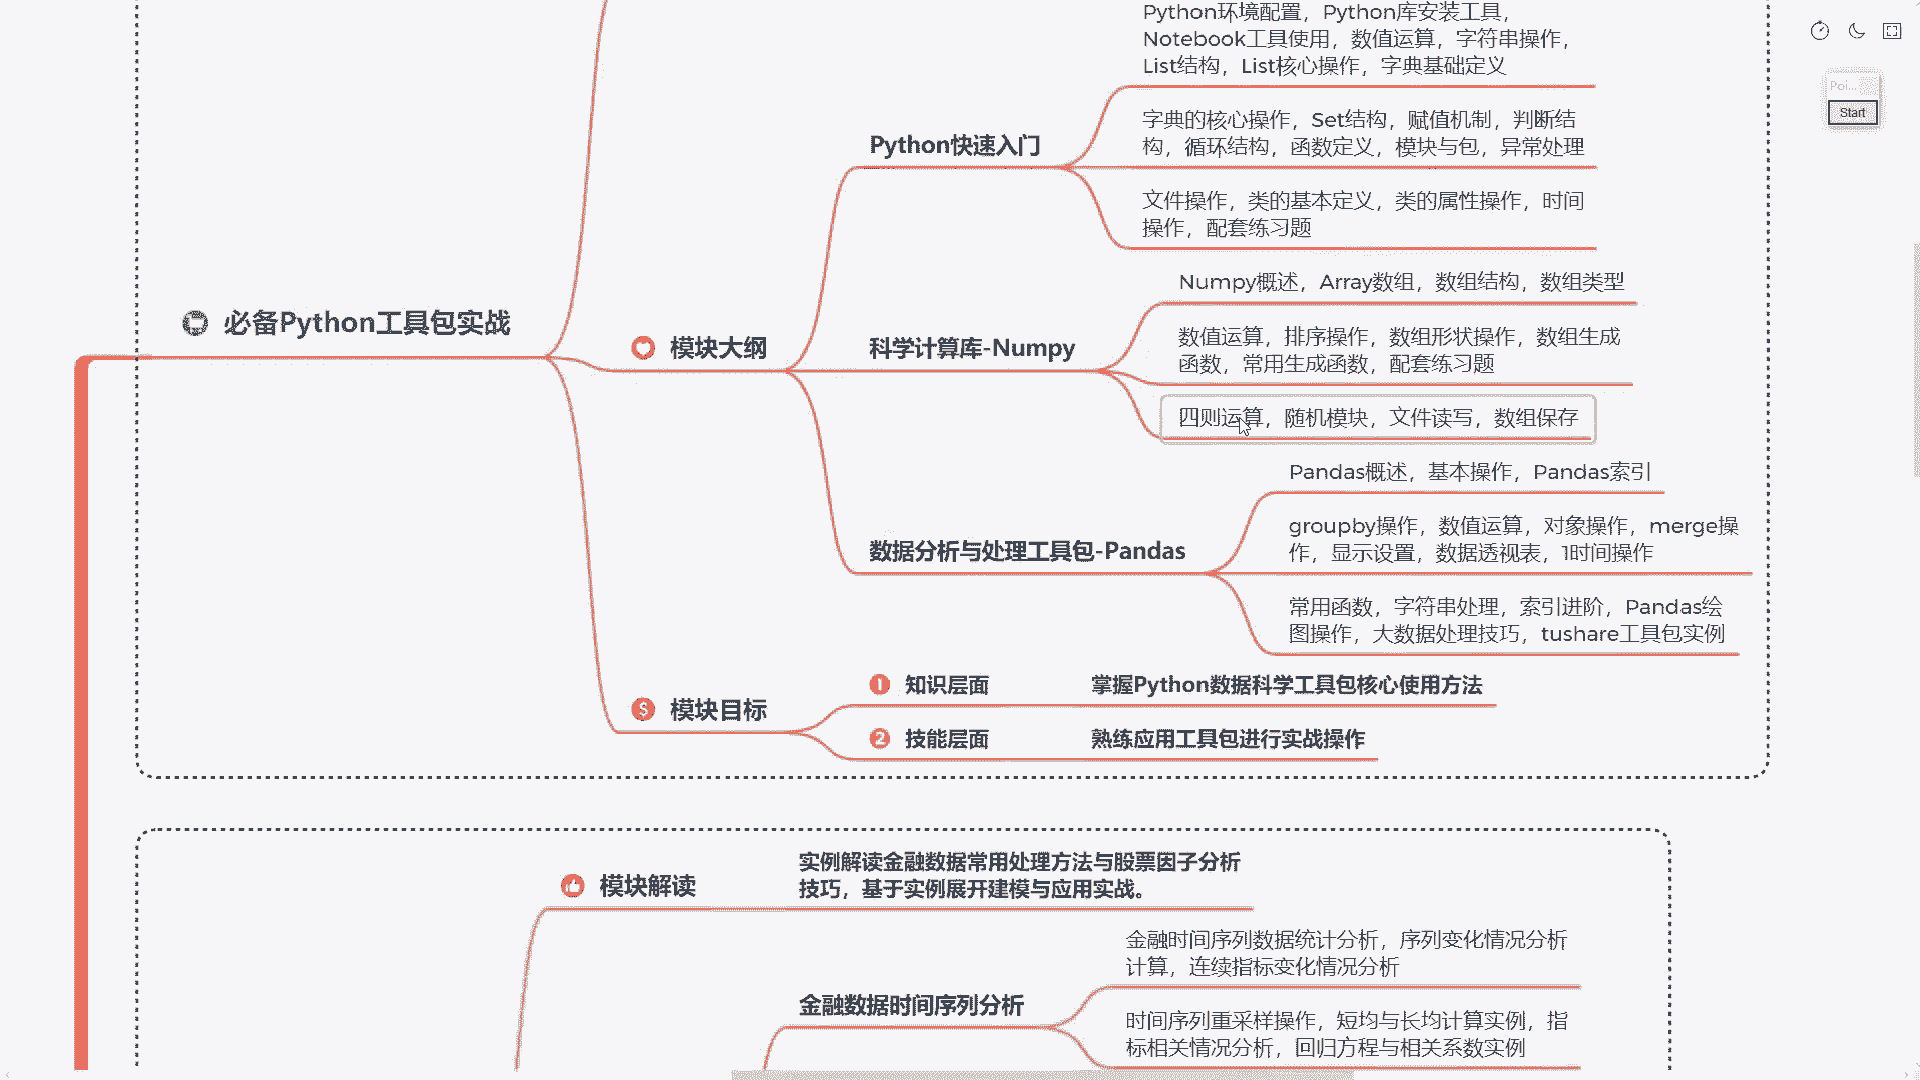 Python环境配置，Python库安装工具，
Notebook工具使用，数值运算，字符串操作，
List结构，List核心操作，字典基础定义
Poi...
Start
Python快速入门
字典的核心操作，Set结构，赋值机制，判断结
构，循环结构，函数定义，模块与包，异常处理
文件操作，类的基本定义，类的属性操作，时间
操作，配套练习题
必备Python工具包实战
模块大纲
科学计算库-Numpy
Numpy概述，Array数组，数组结构，数组类型
数值运算，排序操作，数组形状操作，数组生成
函数，常用生成函数，配套练习题
四则运算，随机模块，文件读写，数组保存
数据分析与处理工具包-Pandas
Pandas概述，基本操作，Pandas索引
groupby操作，数值运算，对象操作，merge操
作，显示设置，数据透视表，1时间操作
常用函数，字符串处理，索引进阶，Pandas绘
图操作，大数据处理技巧，tushare工具包实例
模块目标
1 知识层面 掌握Python数据科学工具包核心使用方法
2 技能层面 熟练应用工具包进行实战操作
模块解读
实例解读金融数据常用处理方法与股票因子分析
技巧，基于实例展开建模与应用实战。
金融数据时间序列分析
金融时间序列数据统计分析，序列变化情况分析
计算，连续指标变化情况分析
时间序列重采样操作，短均与长均计算实例，指
标相关情况分析，回归方程与相关系数实例